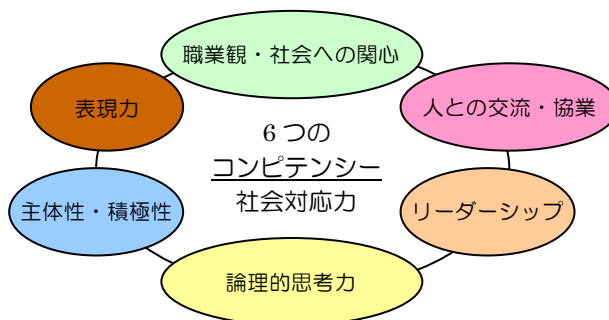 職業観・社会への関心
表現力
人との交流・協業
6つの
コンピテンシー
社会対応力
主体性・積極性
リーダーシップ
論理的思考力